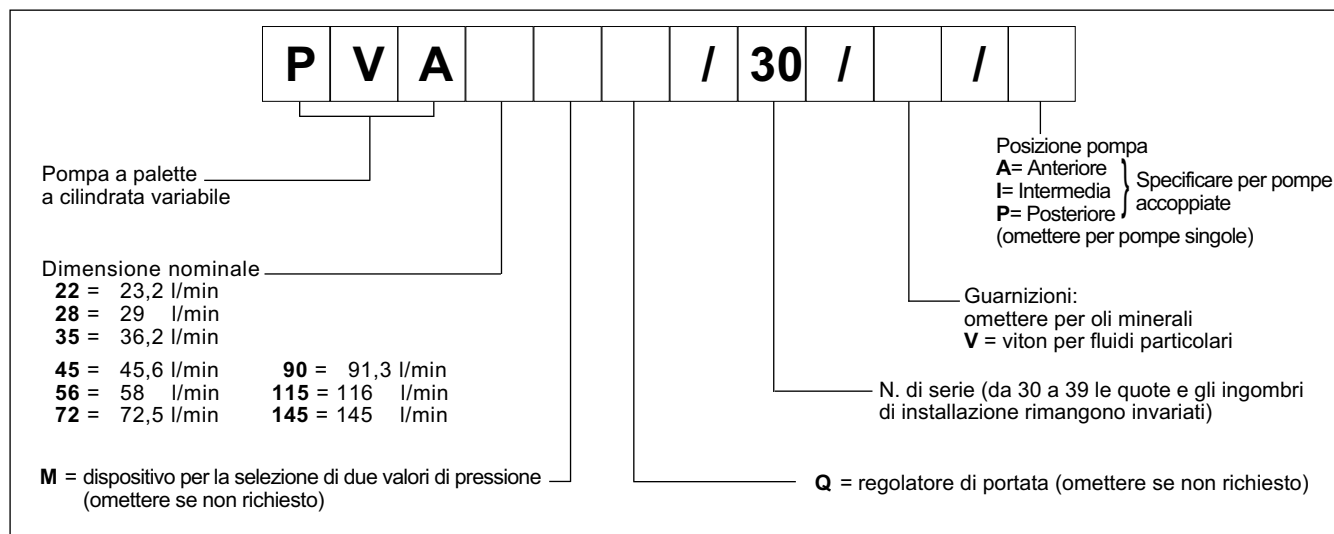 P V A / 30 / /
Pompa a palette
a cilindrata variabile
Dimensione nominale
22 = 23,2 l/min
28 = 29 l/min
35 = 36,2 l/min
45 = 45,6 l/min
56 = 58 l/min
72 = 72,5 l/min
90 = 91,3 l/min
115 = 116 l/min
145 = 145 l/min
M = dispositivo per la selezione di due valori di pressione
(omettere se non richiesto)
Posizione pompa
A= Anteriore
I= Intermedia
P= Posteriore
} Specificare per pompe
accoppiate
(omettere per pompe singole)
Guarnizioni:
omettere per oli minerali
V = viton per fluidi particolari
N. di serie (da 30 a 39 le quote e gli ingombri
di installazione rimangono invariati)
Q = regolatore di portata (omettere se non richiesto)